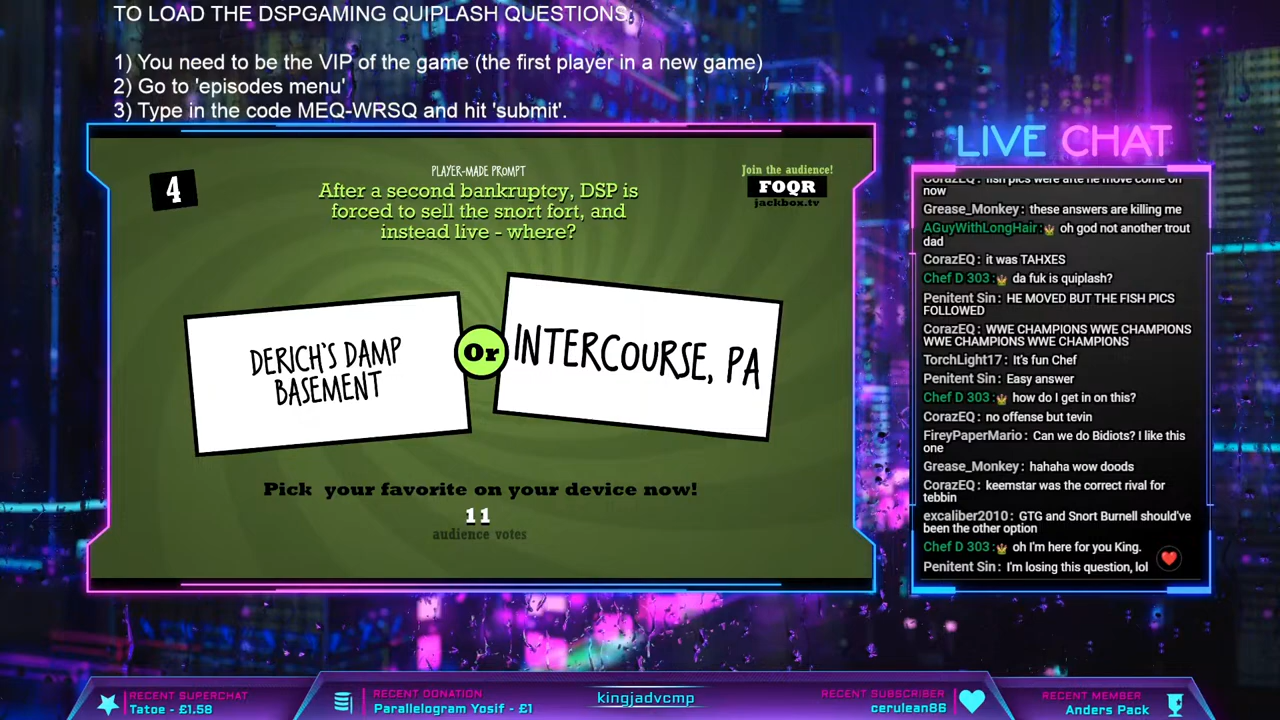 TO LOAD THE DSPGAMING QUIPLASH QUESTIONS:
1) You need to be the VIP of the game (the first player in a new game)
2) Go to 'episodes menu'
3) Type in the code MEQ-WRSQ and hit 'submit'.
4
PLAYER-MADE PROMPT
After a second bankruptcy, DSP is
forced to sell the snort fort, and
instead live - where?
Join the audience!
FOQR
jackbox.tv
DERICH'S DAMP
BASEMENT
Or
INTERCOURSE, PA
Pick your favorite on your device now!
11
audience votes
LIVE CHAT
CorazEQ: fish pics were afte he move come on
now
Grease_Monkey: these answers are killing me
AGuyWithLongHair: oh god not another trout
dad
CorazEQ: it was TAHXES
Chef D 303: da fuk is quiplash?
Penitent Sin: HE MOVED BUT THE FISH PICS
FOLLOWED
CorazEQ: WWE CHAMPIONS WWE CHAMPIONS
WWE CHAMPIONS WWE CHAMPIONS
TorchLight17: It's fun Chef
Penitent Sin: Easy answer
Chef D 303: how do I get in on this?
CorazEQ: no offense but tevin
FireyPaperMario: Can we do Bidiots? I like this
one
Grease_Monkey: hahaha wow doods
CorazEQ: keemstar was the correct rival for
tebbin
excaliber2010: GTG and Snort Burnell should've
been the other option
Chef D 303: oh I'm here for you King.
Penitent Sin: I'm losing this question, lol
RECENT SUPERCHAT
Tatoe - £1.58
RECENT DONATION
Parallelogram Yosif - £1
kingjadvcmp
RECENT SUBSCRIBER
cerulean86
RECENT MEMBER
Anders Pack